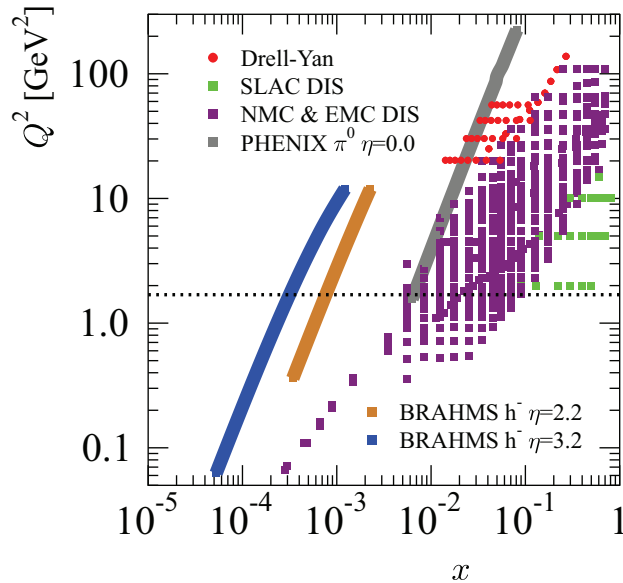 Q² [GeV²]
100
10
1.0
0.1
Drell-Yan
SLAC DIS
NMC & EMC DIS
PHENIX π⁰ η=0.0
BRAHMS h⁻ η=2.2
BRAHMS h⁻ η=3.2
10⁻⁵ 10⁻⁴ 10⁻³ 10⁻² 10⁻¹ 1
x